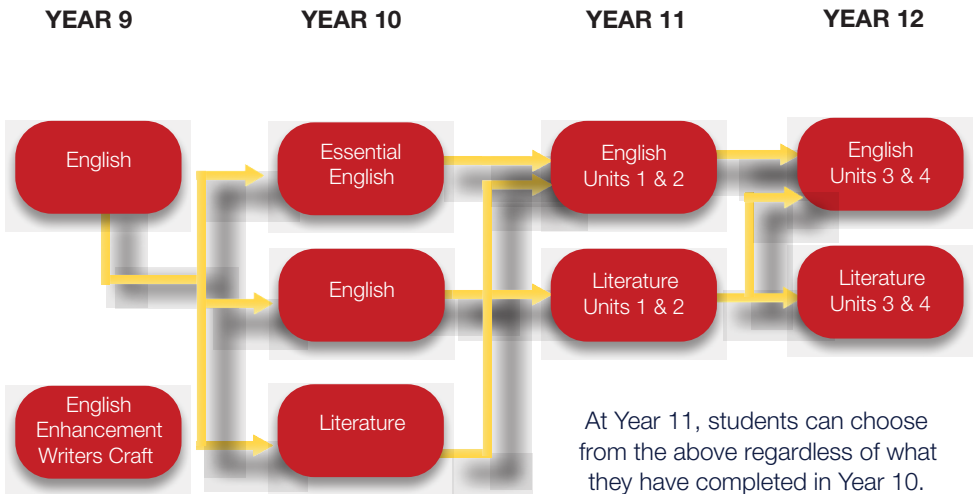 YEAR 9
YEAR 10
YEAR 11
YEAR 12
English
Essential
English
English
Units 1 & 2
English
Units 3 & 4
English
Literature
Units 1 & 2
Literature
Units 3 & 4
English
Enhancement
Writers Craft
Literature
At Year 11, students can choose
from the above regardless of what
they have completed in Year 10.